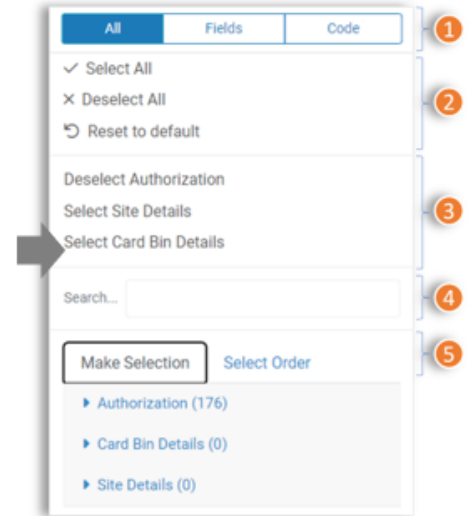 All Fields Code 1
Select All
Deselect All 2
Reset to default
Deselect Authorization
Select Site Details 3
Select Card Bin Details
Search... 4
Make Selection Select Order 5
Authorization (176)
Card Bin Details (0)
Site Details (0)